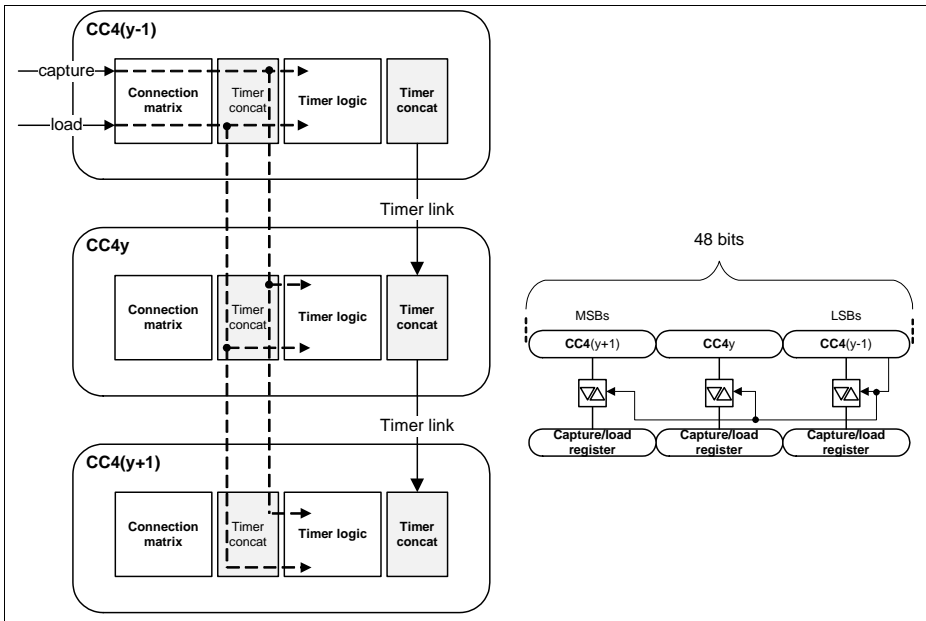 CC4(y-1)
capture
load
Connection
matrix
Timer
concat
Timer logic
Timer
concat
Timer link
CC4y
Connection
matrix
Timer
concat
Timer logic
Timer
concat
Timer link
CC4(y+1)
Connection
matrix
Timer
concat
Timer logic
Timer
concat
48 bits
MSBs
LSBs
CC4(y+1)
CC4y
CC4(y-1)
Capture/load
register
Capture/load
register
Capture/load
register